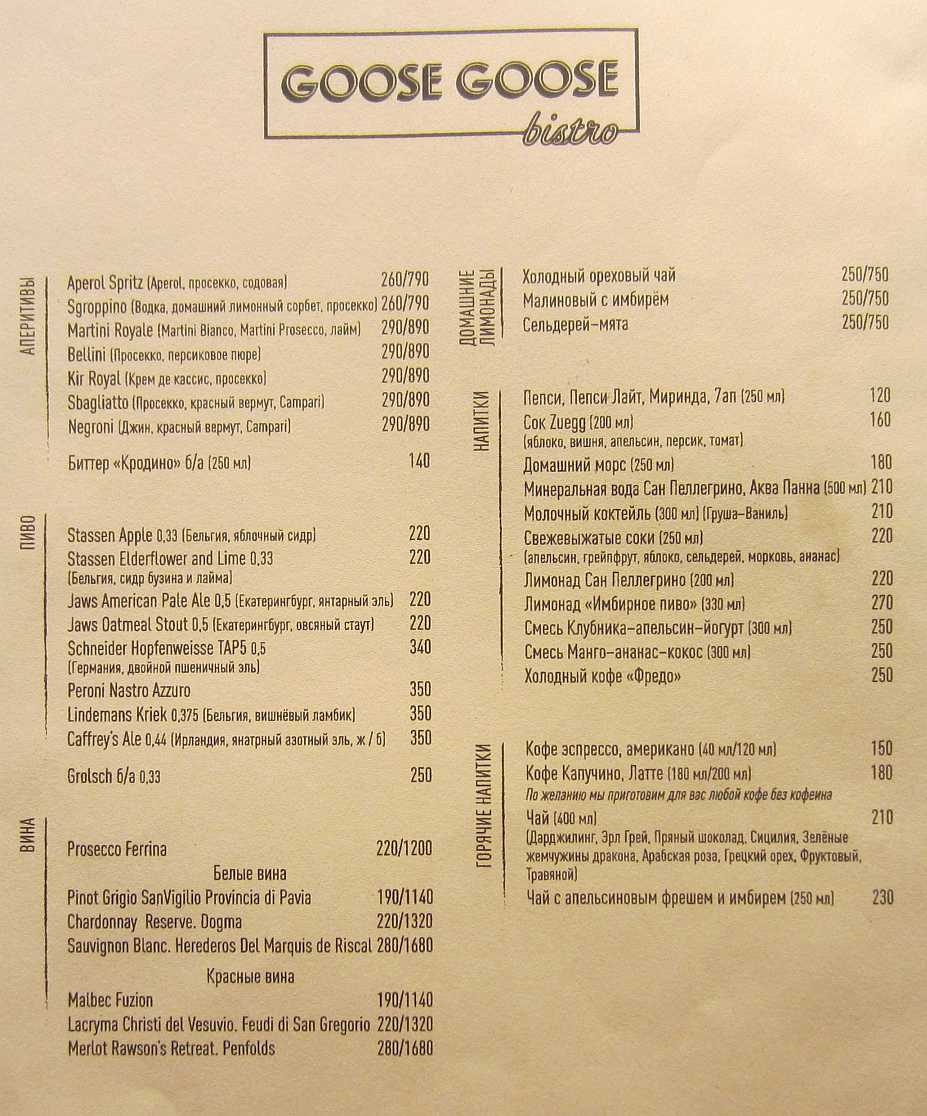 GOOSE GOOSE
bistro
АПЕРИТИВЫ
Aperol Spritz (Aperol, просекко, содовая) 260/790
Sgroppino (Водка, домашний лимонный сорбет, просекко) 260/790
Martini Royale (Martini Bianco, Martini Prosecco, лайм) 290/890
Bellini (Просекко, персиковое пюре) 290/890
Kir Royal (Крем де кассис, просекко) 290/890
Sbagliatto (Просекко, красный вермут, Campari) 290/890
Negroni (Джин, красный вермут, Campari) 290/890
Биттер «Кродино» б/а (250 мл) 140
ПИВО
Stassen Apple 0,33 (Бельгия, яблочный сидр) 220
Stassen Elderflower and Lime 0,33 220
(Бельгия, сидр бузина и лайма)
Jaws American Pale Ale 0,5 (Екатерингбург, янтарный эль) 220
Jaws Oatmeal Stout 0,5 (Екатерингбург, овсяный стаут) 220
Schneider Hopfenweisse TAP5 0,5 340
(Германия, двойной пшеничный эль)
Peroni Nastro Azzuro 350
Lindemans Kriek 0,375 (Бельгия, вишнёвый ламбик) 350
Caffrey's Ale 0,44 (Ирландия, янатрный азотный эль, ж / б) 350
Grolsch б/а 0,33 250
ВИНА
Prosecco Ferrina 220/1200
Белые вина
Pinot Grigio SanVigilio Provincia di Pavia 190/1140
Chardonnay Reserve. Dogma 220/1320
Sauvignon Blanc. Herederos Del Marquis de Riscal 280/1680
Красные вина
Malbec Fuzion 190/1140
Lacryma Christi del Vesuvio. Feudi di San Gregorio 220/1320
Merlot Rawson's Retreat. Penfolds 280/1680
ДОМАШНИЕ
ЛИМОНАДЫ
Холодный ореховый чай 250/750
Малиновый с имбирём 250/750
Сельдерей–мята 250/750
НАПИТКИ
Пепси, Пепси Лайт, Миринда, 7ап (250 мл) 120
Сок Zuegg (200 мл) 160
(яблоко, вишня, апельсин, персик, томат)
Домашний морс (250 мл) 180
Минеральная вода Сан Пеллегрино, Аква Панна (500 мл) 210
Молочный коктейль (300 мл) (Груша–Ваниль) 210
Свежевыжатые соки (250 мл) 220
(апельсин, грейпфрут, яблоко, сельдерей, морковь, ананас)
Лимонад Сан Пеллегрино (200 мл) 220
Лимонад «Имбирное пиво» (330 мл) 270
Смесь Клубника–апельсин–йогурт (300 мл) 250
Смесь Манго–ананас–кокос (300 мл) 250
Холодный кофе «Фредо» 250
ГОРЯЧИЕ НАПИТКИ
Кофе эспрессо, американо (40 мл/120 мл) 150
Кофе Капучино, Латте (180 мл/200 мл) 180
По желанию мы приготовим для вас любой кофе без кофеина
Чай (400 мл) 210
(Дарджилинг, Эрл Грей, Пряный шоколад, Сицилия, Зелёные
жемчужины дракона, Арабская роза, Грецкий орех, Фруктовый,
Травяной)
Чай с апельсиновым фрешем и имбирем (250 мл) 230